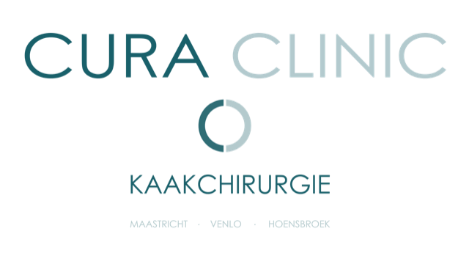 CURA CLINIC
KAAKCHIRURGIE
MAASTRICHT · VENLO · HOENSBROEK